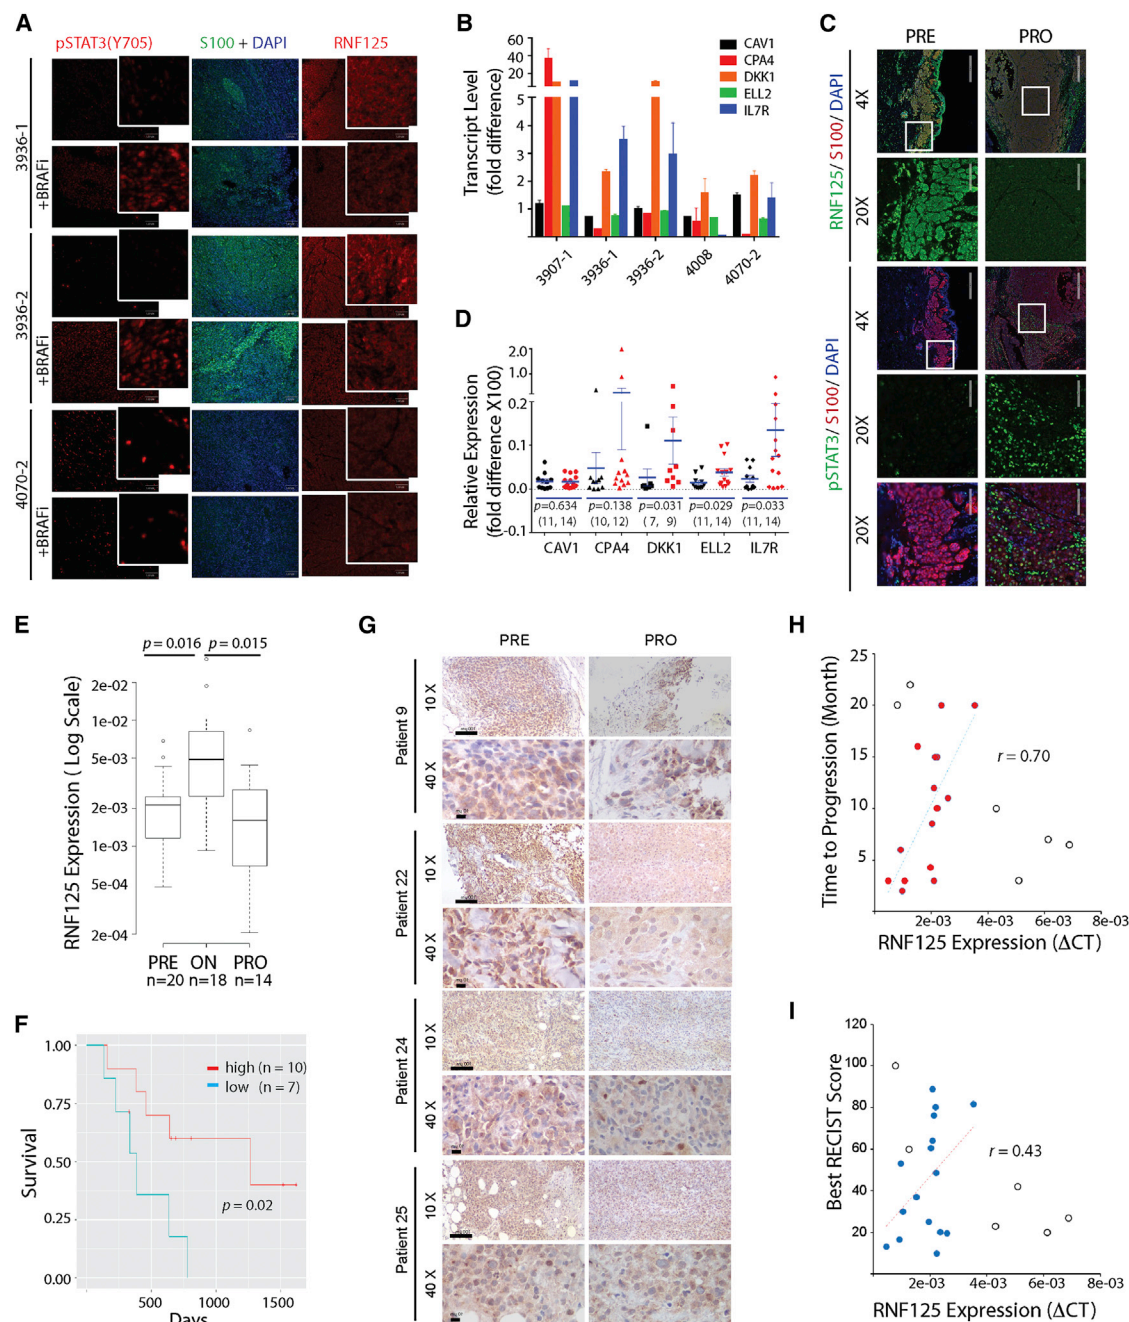 A
pSTAT3(Y705)
S100 + DAPI
RNF125
3936-1
+BRAFi
3936-2
+BRAFi
4070-2
+BRAFi
B
Transcript Level
(fold difference)
60
40
20
5
4
3
2
1
CAV1
CPA4
DKK1
ELL2
IL7R
3907-1
3936-1
3936-2
4008
4070-2
C
PRE
PRO
RNF125/ S100/ DAPI
4X
20X
pSTAT3/ S100/ DAPI
4X
20X
20X
D
Relative Expression
(fold difference X100)
2.0
1.0
0.2
0.1
0.0
-0.1
p=0.634
p=0.138
p=0.031
p=0.029
p=0.033
(11, 14)
(10, 12)
( 7, 9)
(11, 14)
(11, 14)
CAV1
CPA4
DKK1
ELL2
IL7R
E
p = 0.016
p = 0.015
RNF125 Expression ( Log Scale)
2e-02
1e-02
5e-03
2e-03
1e-03
5e-04
2e-04
PRE
ON
PRO
n=20
n=18
n=14
F
Survival
1.00
0.75
0.50
0.25
0.00
high (n = 10)
low (n = 7)
p = 0.02
500
1000
1500
Days
G
PRE
PRO
Patient 9
10 X
40 X
Patient 22
10 X
40 X
Patient 24
10 X
40 X
Patient 25
10 X
40 X
H
Time to Progression (Month)
25
20
15
10
5
r = 0.70
2e-03
4e-03
6e-03
8e-03
RNF125 Expression (ΔCT)
I
Best RECIST Score
120
100
80
60
40
20
r = 0.43
2e-03
4e-03
6e-03
8e-03
RNF125 Expression (ΔCT)